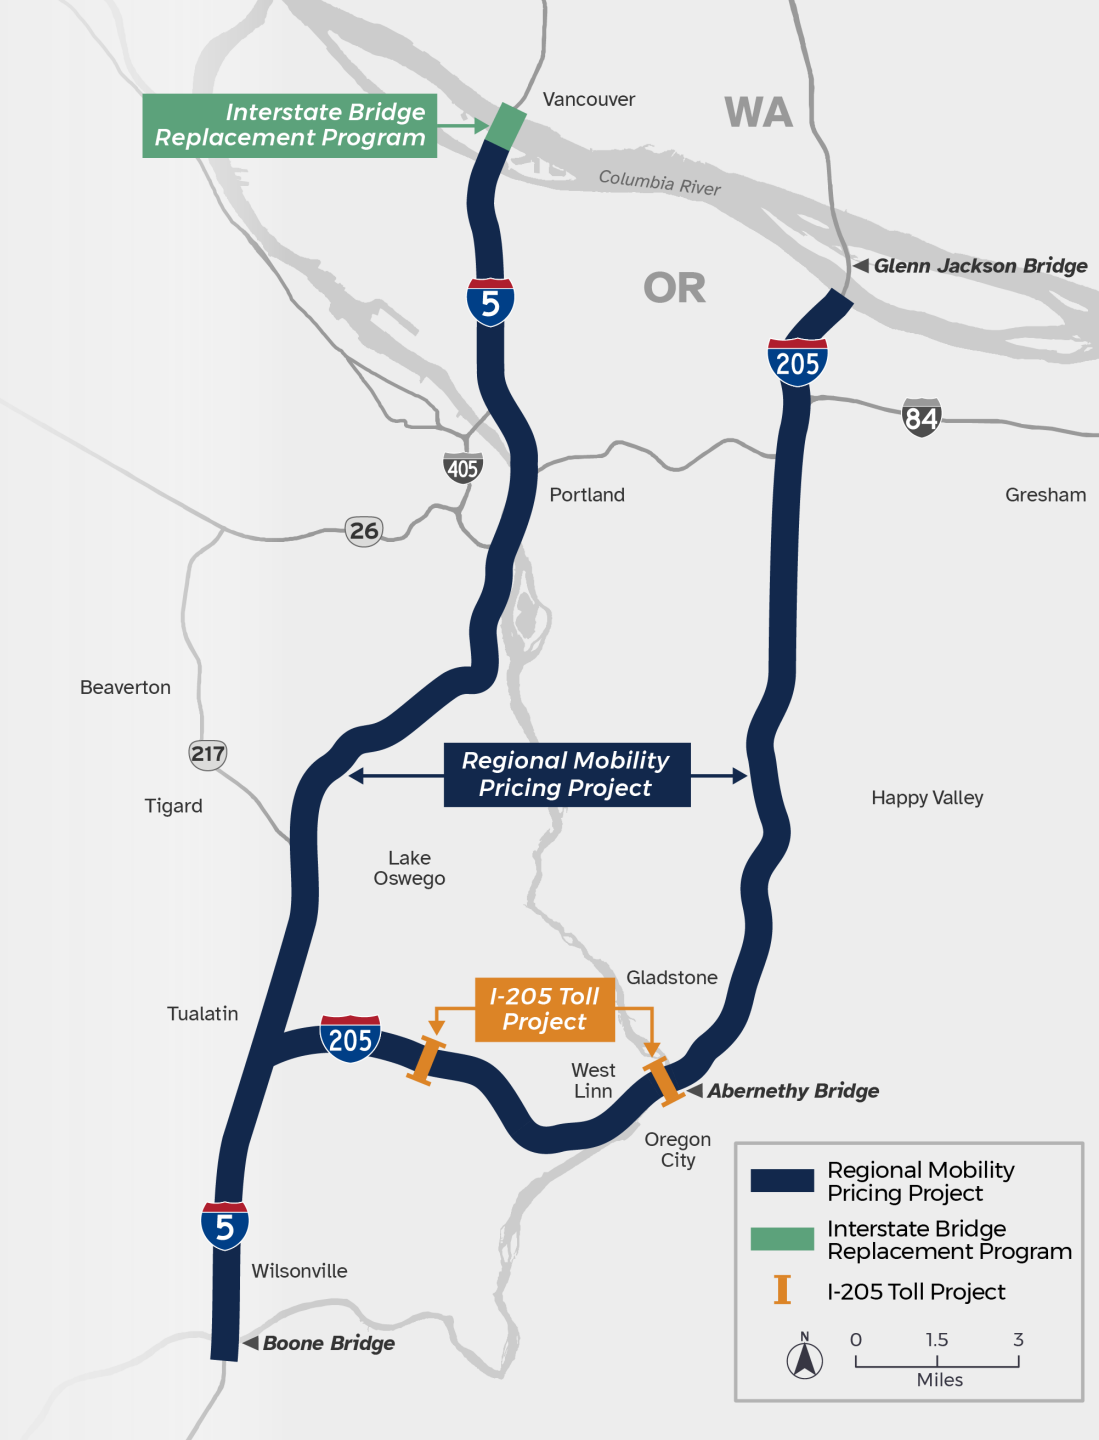 Vancouver
WA
Interstate Bridge
Replacement Program
Columbia River
Glenn Jackson Bridge
OR
5
205
84
405
Portland
Gresham
26
Beaverton
217
Regional Mobility
Pricing Project
Tigard
Happy Valley
Lake
Oswego
Gladstone
I-205 Toll
Project
Tualatin
205
West
Linn
Abernethy Bridge
Oregon
City
5
Wilsonville
Boone Bridge
Regional Mobility
Pricing Project
Interstate Bridge
Replacement Program
I-205 Toll Project
N
0 1.5 3
Miles